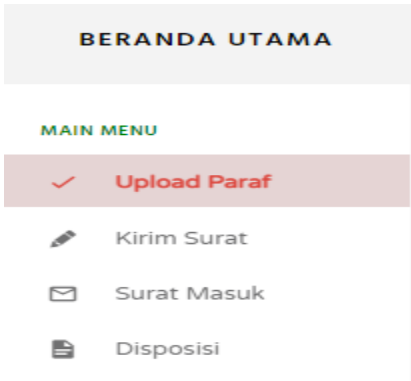 BERANDA UTAMA
MAIN MENU
Upload Paraf
Kirim Surat
Surat Masuk
Disposisi